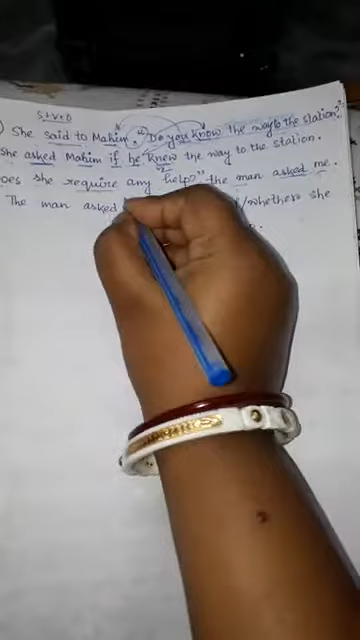 S+V+O
) She said to Mahim, "Do you know the way to the station?"
She asked Mahim if he knew the way to the station.
oes she require any help?" the man asked me.
The man asked /whether she